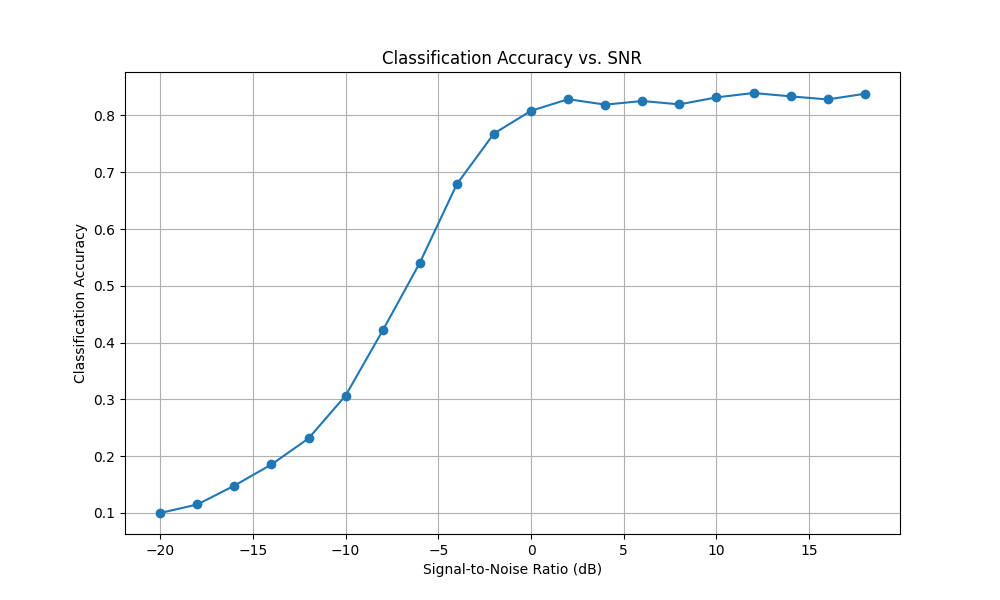 Classification Accuracy vs. SNR
Classification Accuracy
0.8
0.7
0.6
0.5
0.4
0.3
0.2
0.1
−20 −15 −10 −5 0 5 10 15
Signal-to-Noise Ratio (dB)